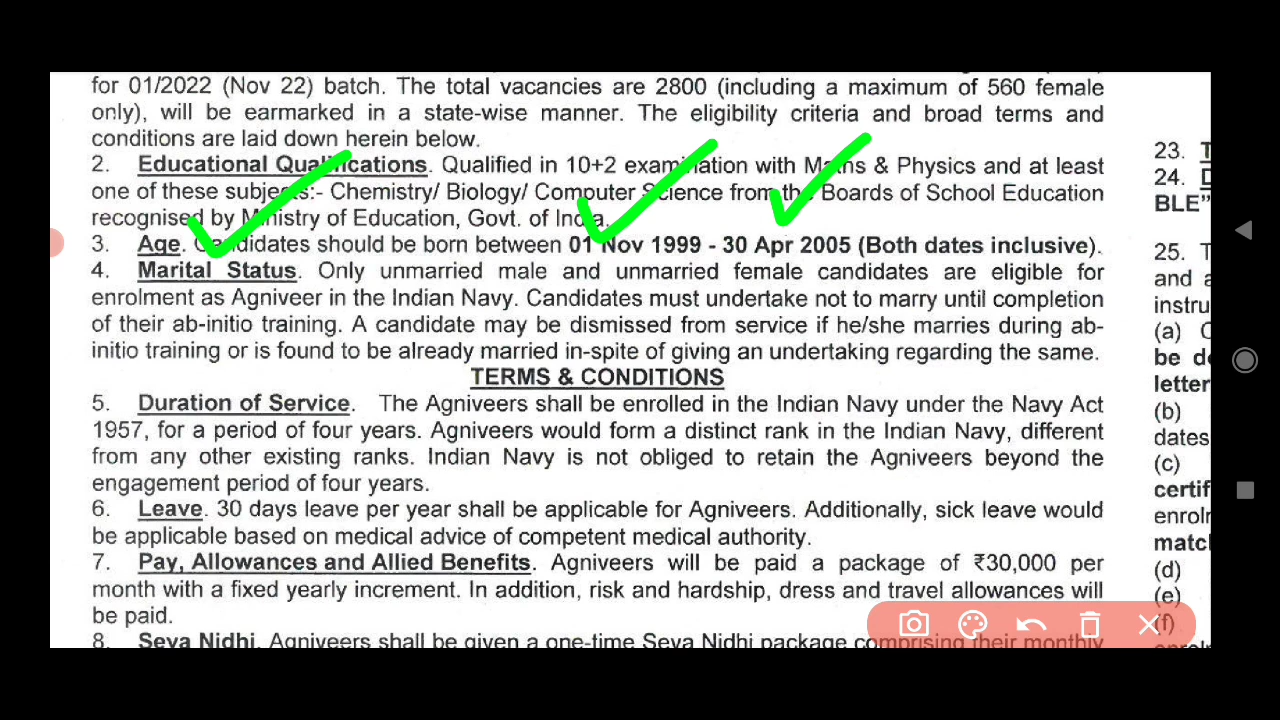 for 01/2022 (Nov 22) batch. The total vacancies are 2800 (including a maximum of 560 female
only), will be earmarked in a state-wise manner. The eligibility criteria and broad terms and
conditions are laid down herein below.
2. Educational Qualifications. Qualified in 10+2 examination with Maths & Physics and at least
one of these subjects:- Chemistry/ Biology/ Computer Science from the Boards of School Education
recognised by Ministry of Education, Govt. of India.
3. Age. Candidates should be born between 01 Nov 1999 - 30 Apr 2005 (Both dates inclusive).
4. Marital Status. Only unmarried male and unmarried female candidates are eligible for
enrolment as Agniveer in the Indian Navy. Candidates must undertake not to marry until completion
of their ab-initio training. A candidate may be dismissed from service if he/she marries during ab-
initio training or is found to be already married in-spite of giving an undertaking regarding the same.
TERMS & CONDITIONS
5. Duration of Service. The Agniveers shall be enrolled in the Indian Navy under the Navy Act
1957, for a period of four years. Agniveers would form a distinct rank in the Indian Navy, different
from any other existing ranks. Indian Navy is not obliged to retain the Agniveers beyond the
engagement period of four years.
6. Leave. 30 days leave per year shall be applicable for Agniveers. Additionally, sick leave would
be applicable based on medical advice of competent medical authority.
7. Pay, Allowances and Allied Benefits. Agniveers will be paid a package of ₹30,000 per
month with a fixed yearly increment. In addition, risk and hardship, dress and travel allowances will
be paid.
8. Seva Nidhi. Agniveers shall be given a one-time Seva Nidhi package comprising their monthly
23. T
24. D
BLE”
25. T
and a
instru
(a) C
be de
letter
(b)
dates
(c)
certif
enrolr
matcl
(d)
(e)
(f)